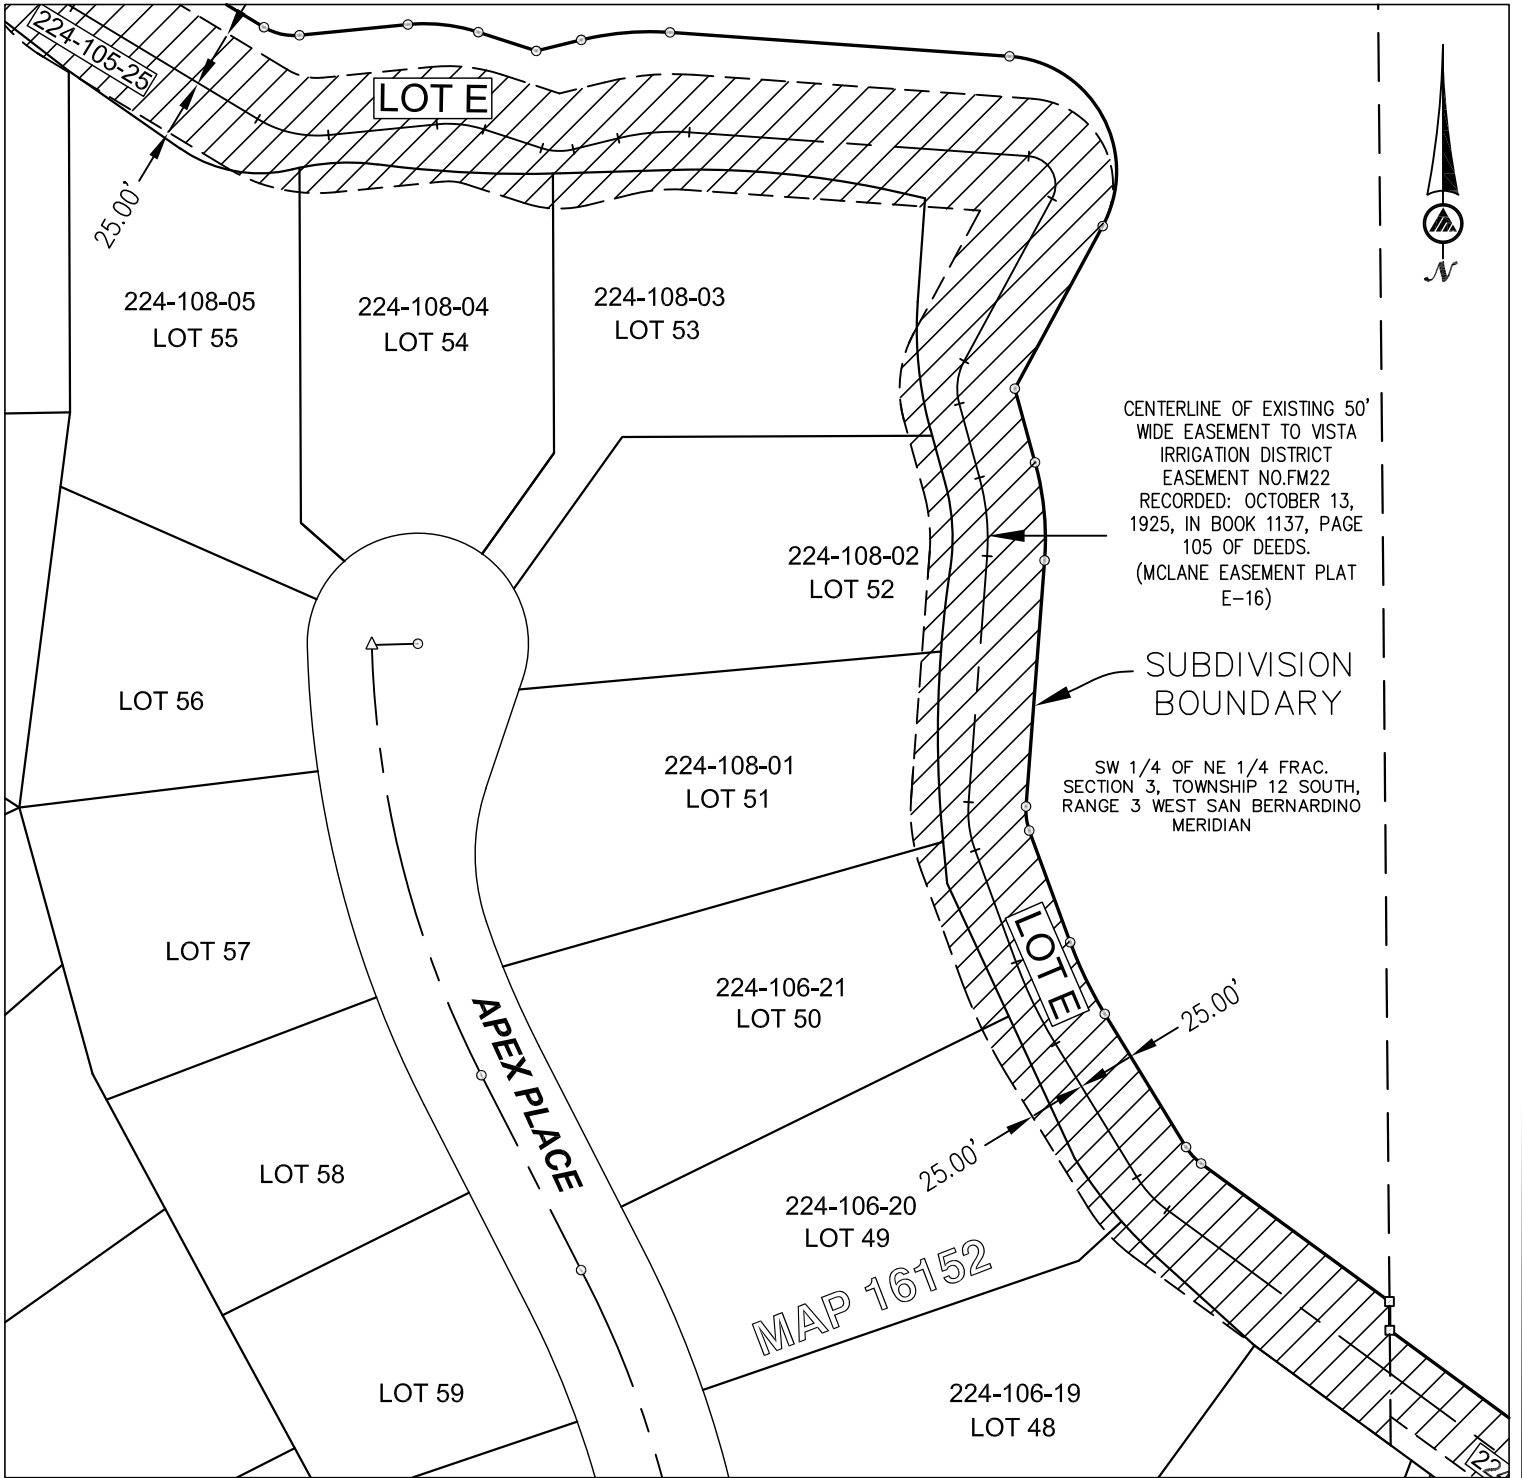 224-105-25
LOT E
25.00'
N
224-108-05
LOT 55
224-108-04
LOT 54
224-108-03
LOT 53
CENTERLINE OF EXISTING 50'
WIDE EASEMENT TO VISTA
IRRIGATION DISTRICT
EASEMENT NO.FM22
RECORDED: OCTOBER 13,
1925, IN BOOK 1137, PAGE
105 OF DEEDS.
(MCLANE EASEMENT PLAT
E-16)
224-108-02
LOT 52
SUBDIVISION
BOUNDARY
LOT 56
224-108-01
LOT 51
SW 1/4 OF NE 1/4 FRAC.
SECTION 3, TOWNSHIP 12 SOUTH,
RANGE 3 WEST SAN BERNARDINO
MERIDIAN
LOT 57
LOT E
224-106-21
LOT 50
25.00'
APEX PLACE
25.00'
LOT 58
224-106-20
LOT 49
MAP 16152
LOT 59
224-106-19
LOT 48